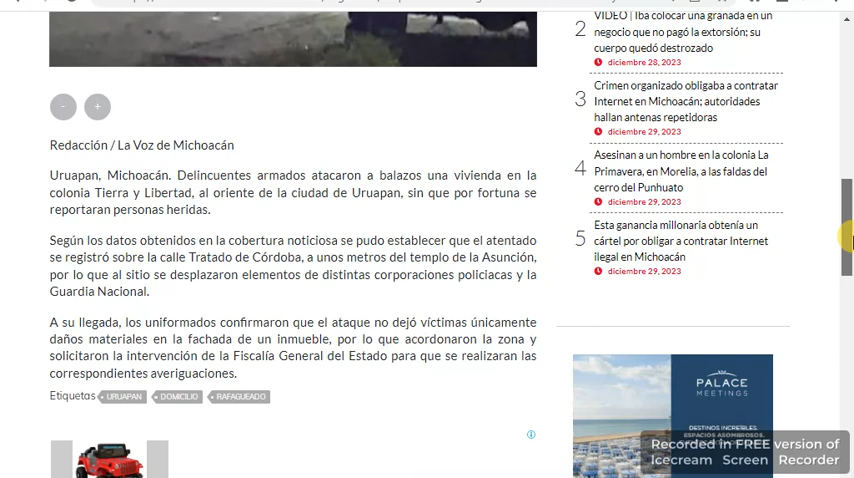 -
+
Redacción / La Voz de Michoacán
Uruapan, Michoacán. Delincuentes armados atacaron a balazos una vivienda en la
colonia Tierra y Libertad, al oriente de la ciudad de Uruapan, sin que por fortuna se
reportaran personas heridas.
Según los datos obtenidos en la cobertura noticiosa se pudo establecer que el atentado
se registró sobre la calle Tratado de Córdoba, a unos metros del templo de la Asunción,
por lo que al sitio se desplazaron elementos de distintas corporaciones policiacas y la
Guardia Nacional.
A su llegada, los uniformados confirmaron que el ataque no dejó víctimas únicamente
daños materiales en la fachada de un inmueble, por lo que acordonaron la zona y
solicitaron la intervención de la Fiscalía General del Estado para que se realizaran las
correspondientes averiguaciones.
Etiquetas URUAPAN DOMICILIO RAFAGUEADO
2 VIDEO | Iba colocar una granada en un
negocio que no pagó la extorsión; su
cuerpo quedó destrozado
diciembre 28, 2023
3 Crimen organizado obligaba a contratar
Internet en Michoacán; autoridades
hallan antenas repetidoras
diciembre 29, 2023
4 Asesinan a un hombre en la colonia La
Primavera, en Morelia, a las faldas del
cerro del Punhuato
diciembre 29, 2023
5 Esta ganancia millonaria obtenía un
cártel por obligar a contratar Internet
ilegal en Michoacán
diciembre 29, 2023
PALACE
MEETINGS
DESTINOS INCREÍBLES,
ESPACIOS ASOMBROSOS.
Recorded in FREE version of
Icecream Screen Recorder